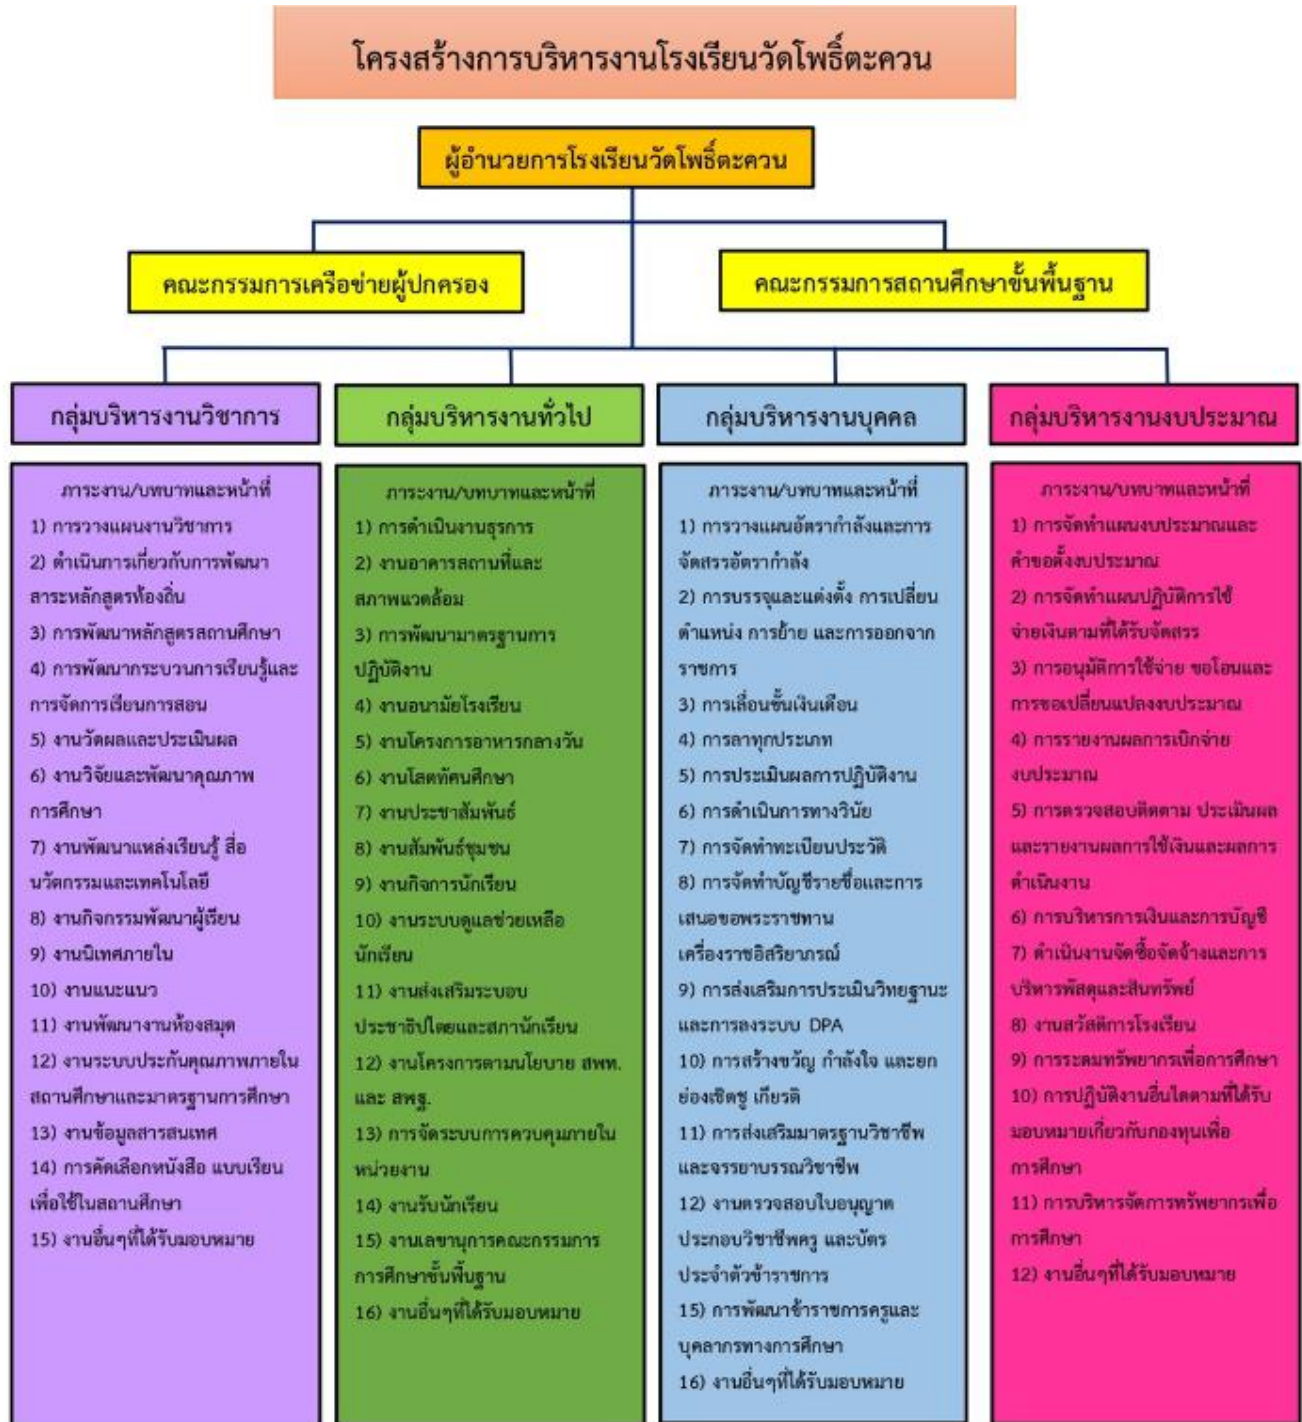 โครงสร้างการบริหารงานโรงเรียนวัดโพธิ์ตะควน
ผู้อำนวยการโรงเรียนวัดโพธิ์ตะควน
คณะกรรมการเครือข่ายผู้ปกครอง
คณะกรรมการสถานศึกษาขั้นพื้นฐาน
กลุ่มบริหารงานวิชาการ
ภาระงาน/บทบาทและหน้าที่
1) การวางแผนงานวิชาการ
2) ดำเนินการเกี่ยวกับการพัฒนา
สาระหลักสูตรท้องถิ่น
3) การพัฒนาหลักสูตรสถานศึกษา
4) การพัฒนากระบวนการเรียนรู้และ
การจัดการเรียนการสอน
5) งานวัดผลและประเมินผล
6) งานวิจัยและพัฒนาคุณภาพ
การศึกษา
7) งานพัฒนาแหล่งเรียนรู้ สื่อ
นวัตกรรมและเทคโนโลยี
8) งานกิจกรรมพัฒนาผู้เรียน
9) งานนิเทศภายใน
10) งานแนะแนว
11) งานพัฒนางานห้องสมุด
12) งานระบบประกันคุณภาพภายใน
สถานศึกษาและมาตรฐานการศึกษา
13) งานข้อมูลสารสนเทศ
14) การคัดเลือกหนังสือ แบบเรียน
เพื่อใช้ในสถานศึกษา
15) งานอื่นๆที่ได้รับมอบหมาย
กลุ่มบริหารงานทั่วไป
ภาระงาน/บทบาทและหน้าที่
1) การดำเนินงานธุรการ
2) งานอาคารสถานที่และ
สภาพแวดล้อม
3) การพัฒนามาตรฐานการ
ปฏิบัติงาน
4) งานอนามัยโรงเรียน
5) งานโครงการอาหารกลางวัน
6) งานโสตทัศนศึกษา
7) งานประชาสัมพันธ์
8) งานสัมพันธ์ชุมชน
9) งานกิจการนักเรียน
10) งานระบบดูแลช่วยเหลือ
นักเรียน
11) งานส่งเสริมระบอบ
ประชาธิปไตยและสภานักเรียน
12) งานโครงการตามนโยบาย สพท.
และ สพฐ.
13) การจัดระบบการควบคุมภายใน
หน่วยงาน
14) งานรับนักเรียน
15) งานเลขานุการคณะกรรมการ
การศึกษาขั้นพื้นฐาน
16) งานอื่นๆที่ได้รับมอบหมาย
กลุ่มบริหารงานบุคคล
ภาระงาน/บทบาทและหน้าที่
1) การวางแผนอัตรากำลังและการ
จัดสรรอัตรากำลัง
2) การบรรจุและแต่งตั้ง การเปลี่ยน
ตำแหน่ง การย้าย และการออกจาก
ราชการ
3) การเลื่อนขั้นเงินเดือน
4) การลาทุกประเภท
5) การประเมินผลการปฏิบัติงาน
6) การดำเนินการทางวินัย
7) การจัดทำทะเบียนประวัติ
8) การจัดทำบัญชีรายชื่อและการ
เสนอขอพระราชทาน
เครื่องราชอิสริยาภรณ์
9) การส่งเสริมการประเมินวิทยฐานะ
และการลงระบบ DPA
10) การสร้างขวัญ กำลังใจ และยก
ย่องเชิดชู เกียรติ
11) การส่งเสริมมาตรฐานวิชาชีพ
และจรรยาบรรณวิชาชีพ
12) งานตรวจสอบใบอนุญาต
ประกอบวิชาชีพครู และบัตร
ประจำตัวข้าราชการ
15) การพัฒนาข้าราชการครูและ
บุคลากรทางการศึกษา
16) งานอื่นๆที่ได้รับมอบหมาย
กลุ่มบริหารงานงบประมาณ
ภาระงาน/บทบาทและหน้าที่
1) การจัดทำแผนงบประมาณและ
คำขอตั้งงบประมาณ
2) การจัดทำแผนปฏิบัติการใช้
จ่ายเงินตามที่ได้รับจัดสรร
3) การอนุมัติการใช้จ่าย ขอโอนและ
การขอเปลี่ยนแปลงงบประมาณ
4) การรายงานผลการเบิกจ่าย
งบประมาณ
5) การตรวจสอบติดตาม ประเมินผล
และรายงานผลการใช้เงินและผลการ
ดำเนินงาน
6) การบริหารการเงินและการบัญชี
7) ดำเนินงานจัดซื้อจัดจ้างและการ
บริหารพัสดุและสินทรัพย์
8) งานสวัสดิการโรงเรียน
9) การระดมทรัพยากรเพื่อการศึกษา
10) การปฏิบัติงานอื่นใดตามที่ได้รับ
มอบหมายเกี่ยวกับกองทุนเพื่อ
การศึกษา
11) การบริหารจัดการทรัพยากรเพื่อ
การศึกษา
12) งานอื่นๆที่ได้รับมอบหมาย